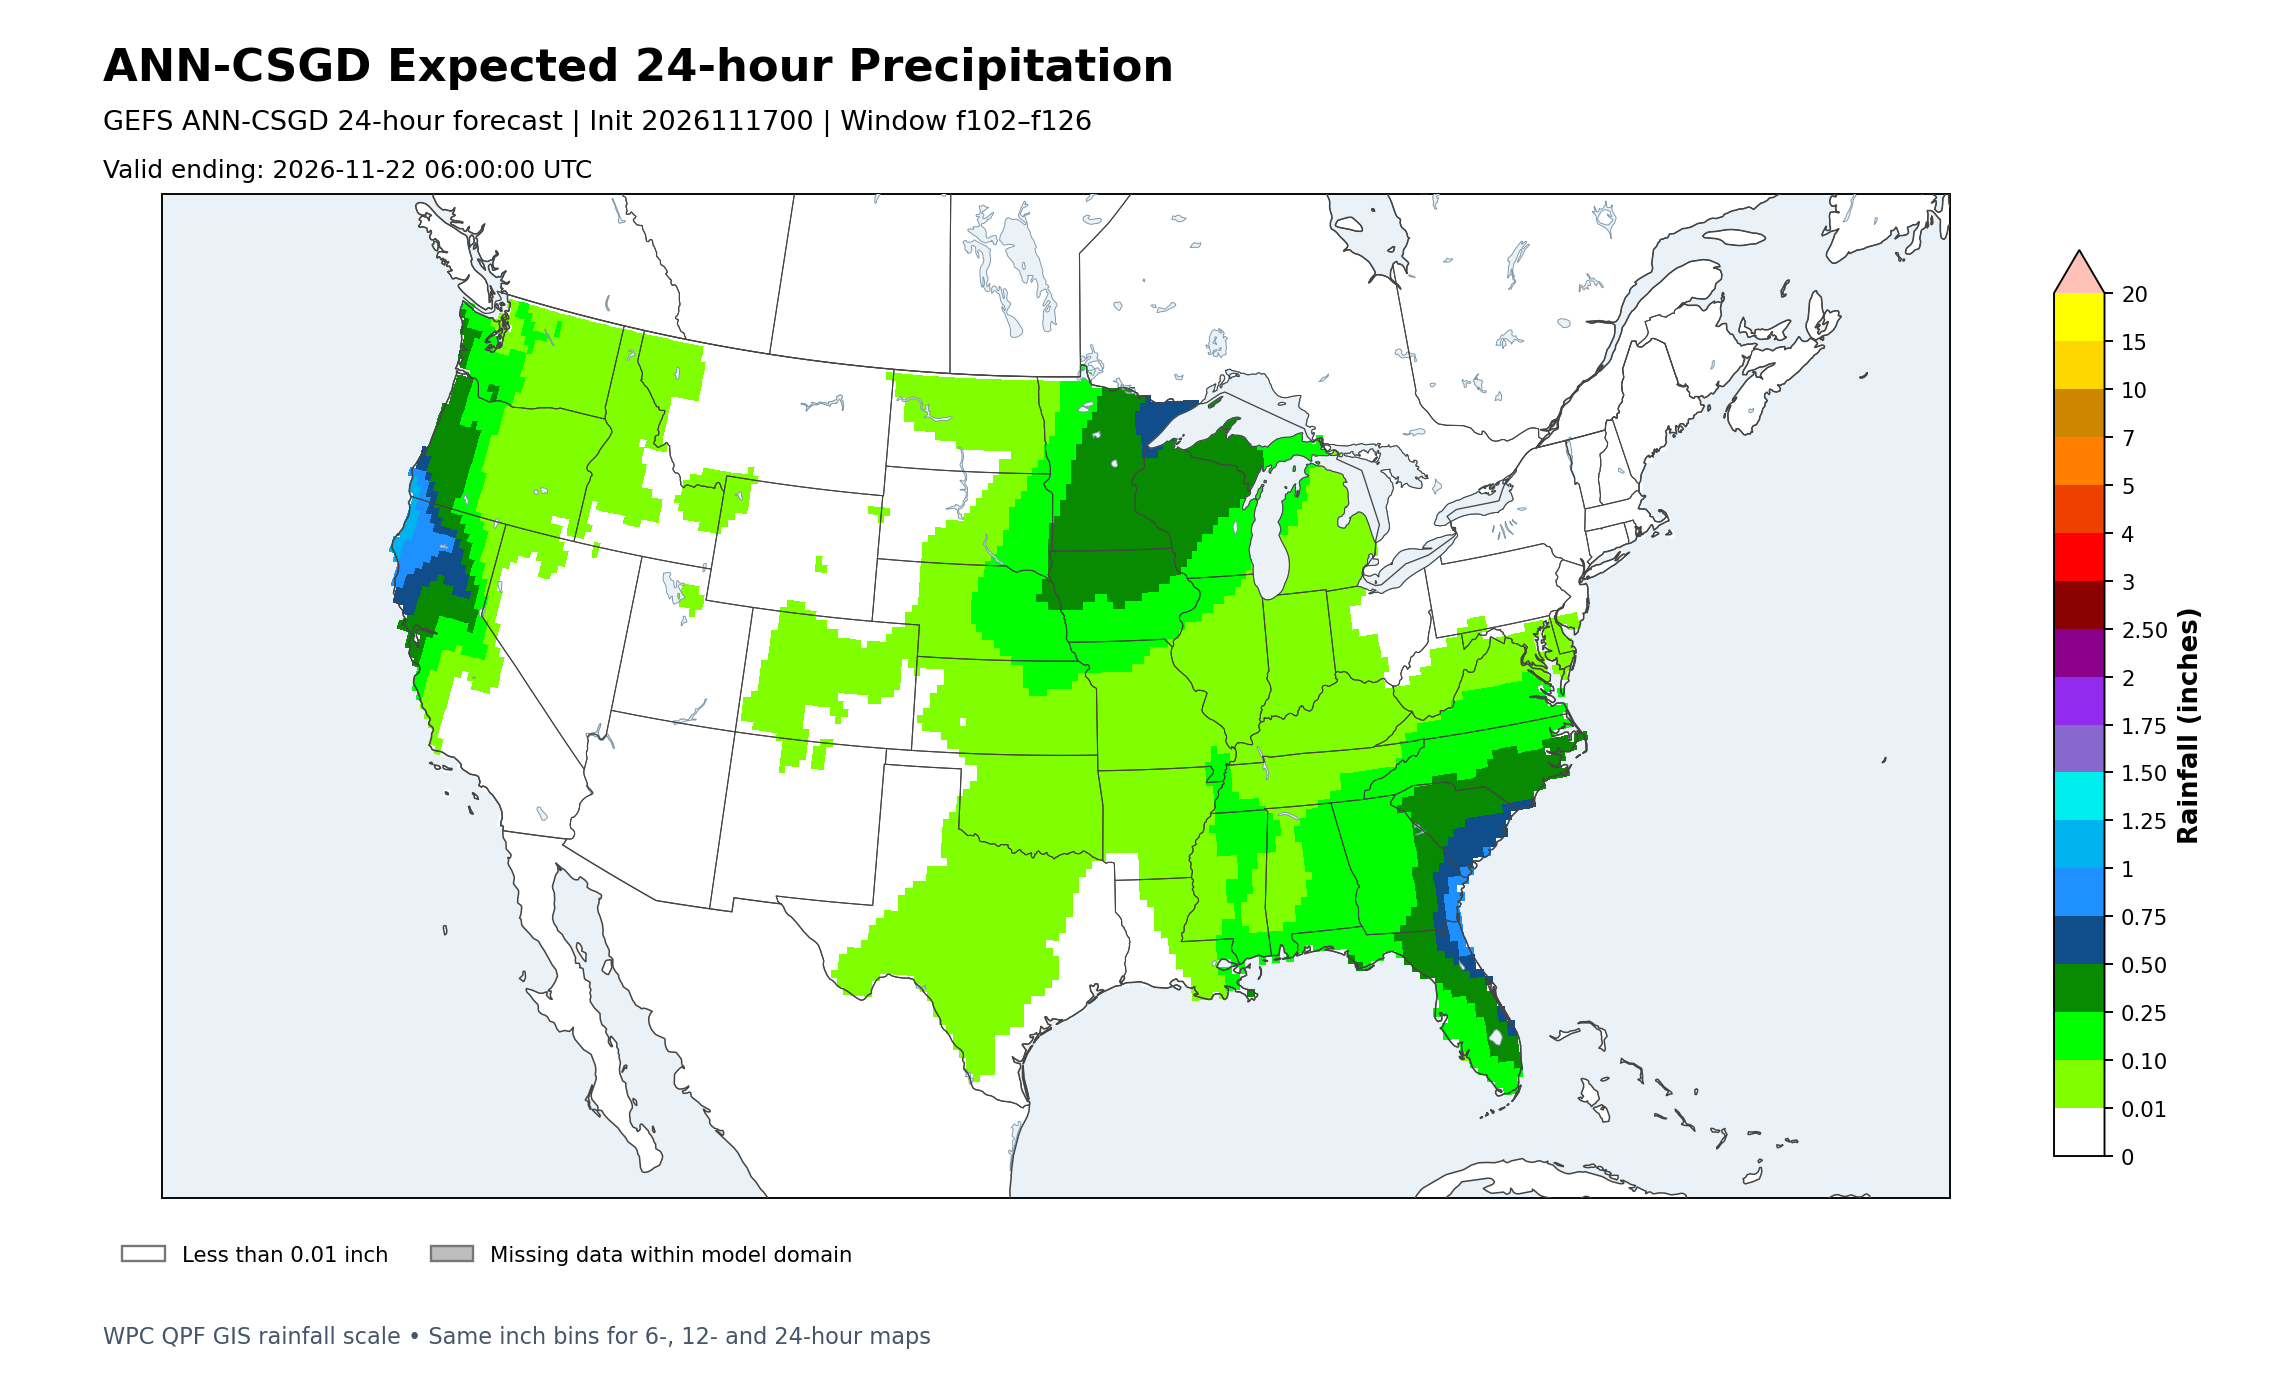 ANN-CSGD Expected 24-hour Precipitation
GEFS ANN-CSGD 24-hour forecast | Init 2026111700 | Window f102–f126
Valid ending: 2026-11-22 06:00:00 UTC
20
15
10
7
5
4
3
2.50
2
1.75
1.50
1.25
1
0.75
0.50
0.25
0.10
0.01
0
Rainfall (inches)
Less than 0.01 inch
Missing data within model domain
WPC QPF GIS rainfall scale • Same inch bins for 6-, 12- and 24-hour maps